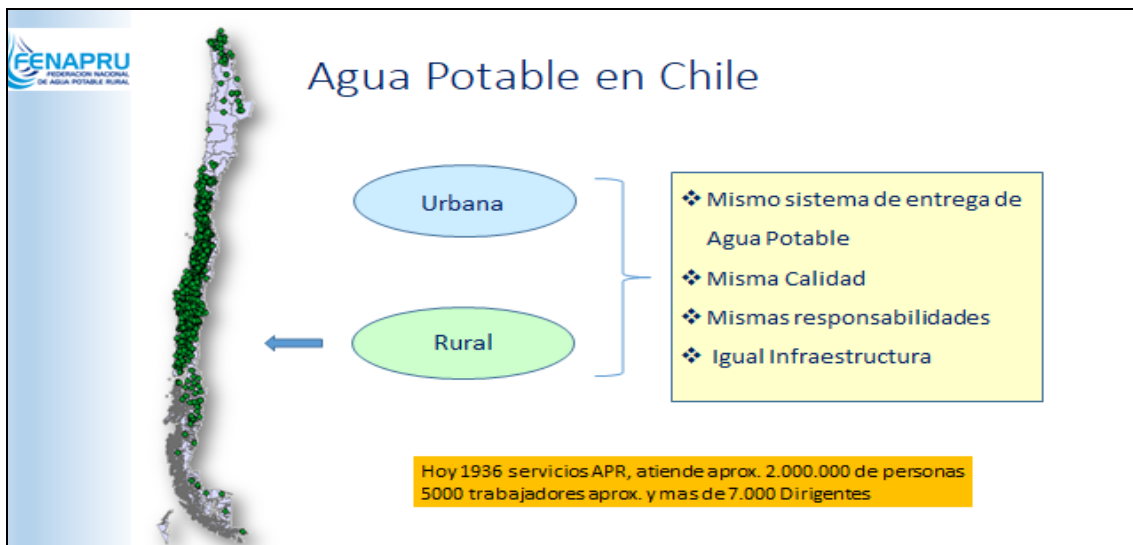 FENAPRU
FEDERACION NACIONAL
DE AGUA POTABLE RURAL
Agua Potable en Chile
Urbana
Rural
❖ Mismo sistema de entrega de
Agua Potable
❖ Misma Calidad
❖ Mismas responsabilidades
❖ Igual Infraestructura
Hoy 1936 servicios APR, atiende aprox. 2.000.000 de personas
5000 trabajadores aprox. y mas de 7.000 Dirigentes